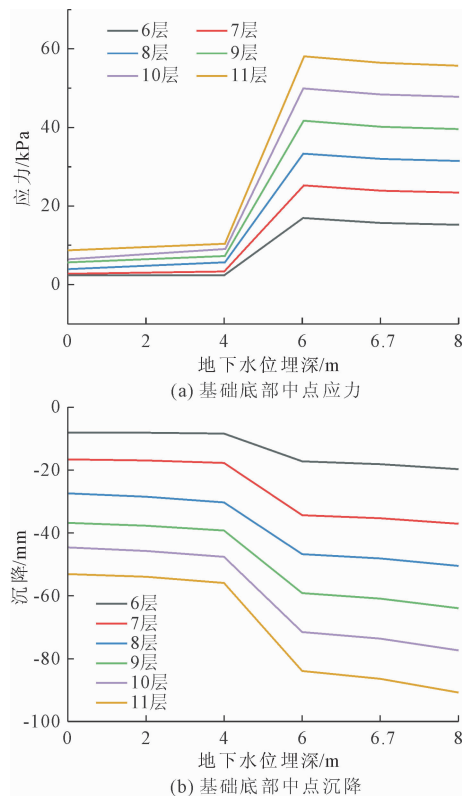 60
40
20
0
应力/kPa
6层 7层
8层 9层
10层 11层
0 2 4 6 6.7 8
地下水位埋深/m
(a) 基础底部中点应力
0
-20
-40
-60
-80
-100
沉降/mm
6层
7层
8层
9层
10层
11层
0 2 4 6 6.7 8
地下水位埋深/m
(b) 基础底部中点沉降